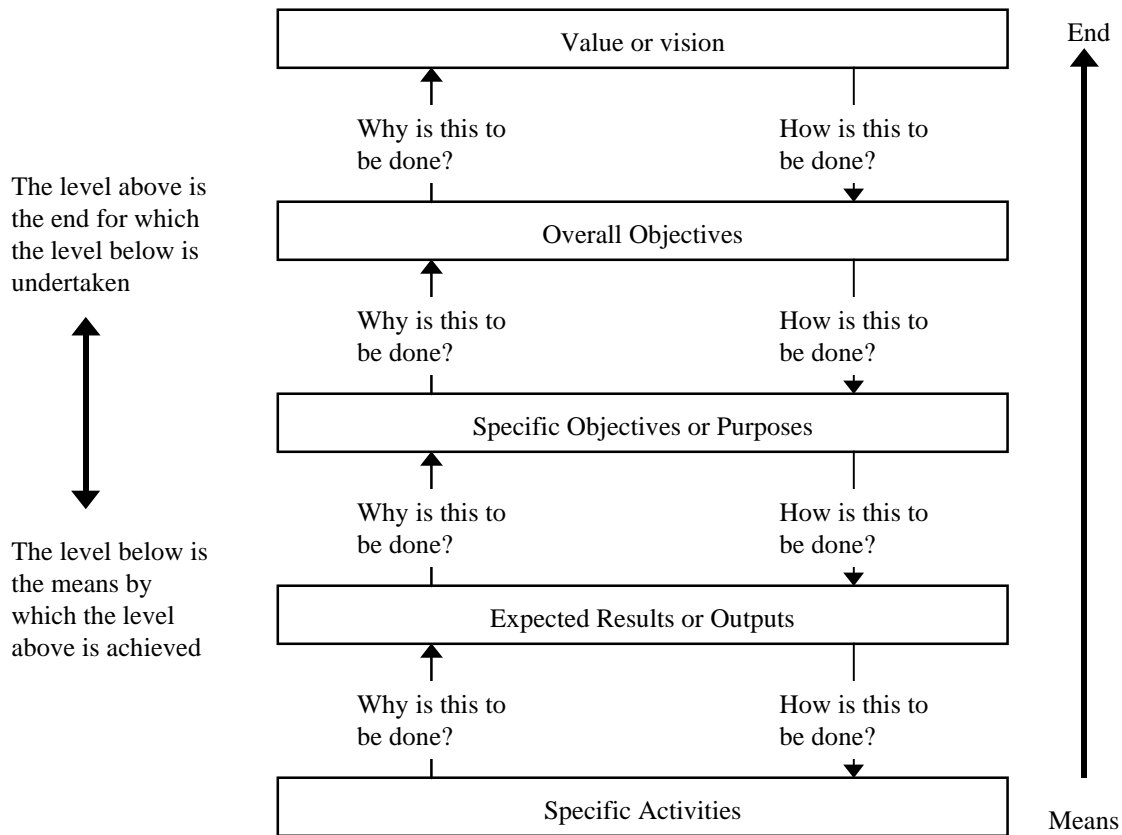 Value or vision
End
Why is this to
be done?
How is this to
be done?
The level above is
the end for which
the level below is
undertaken
Overall Objectives
Why is this to
be done?
How is this to
be done?
Specific Objectives or Purposes
Why is this to
be done?
How is this to
be done?
The level below is
the means by
which the level
above is achieved
Expected Results or Outputs
Why is this to
be done?
How is this to
be done?
Specific Activities
Means